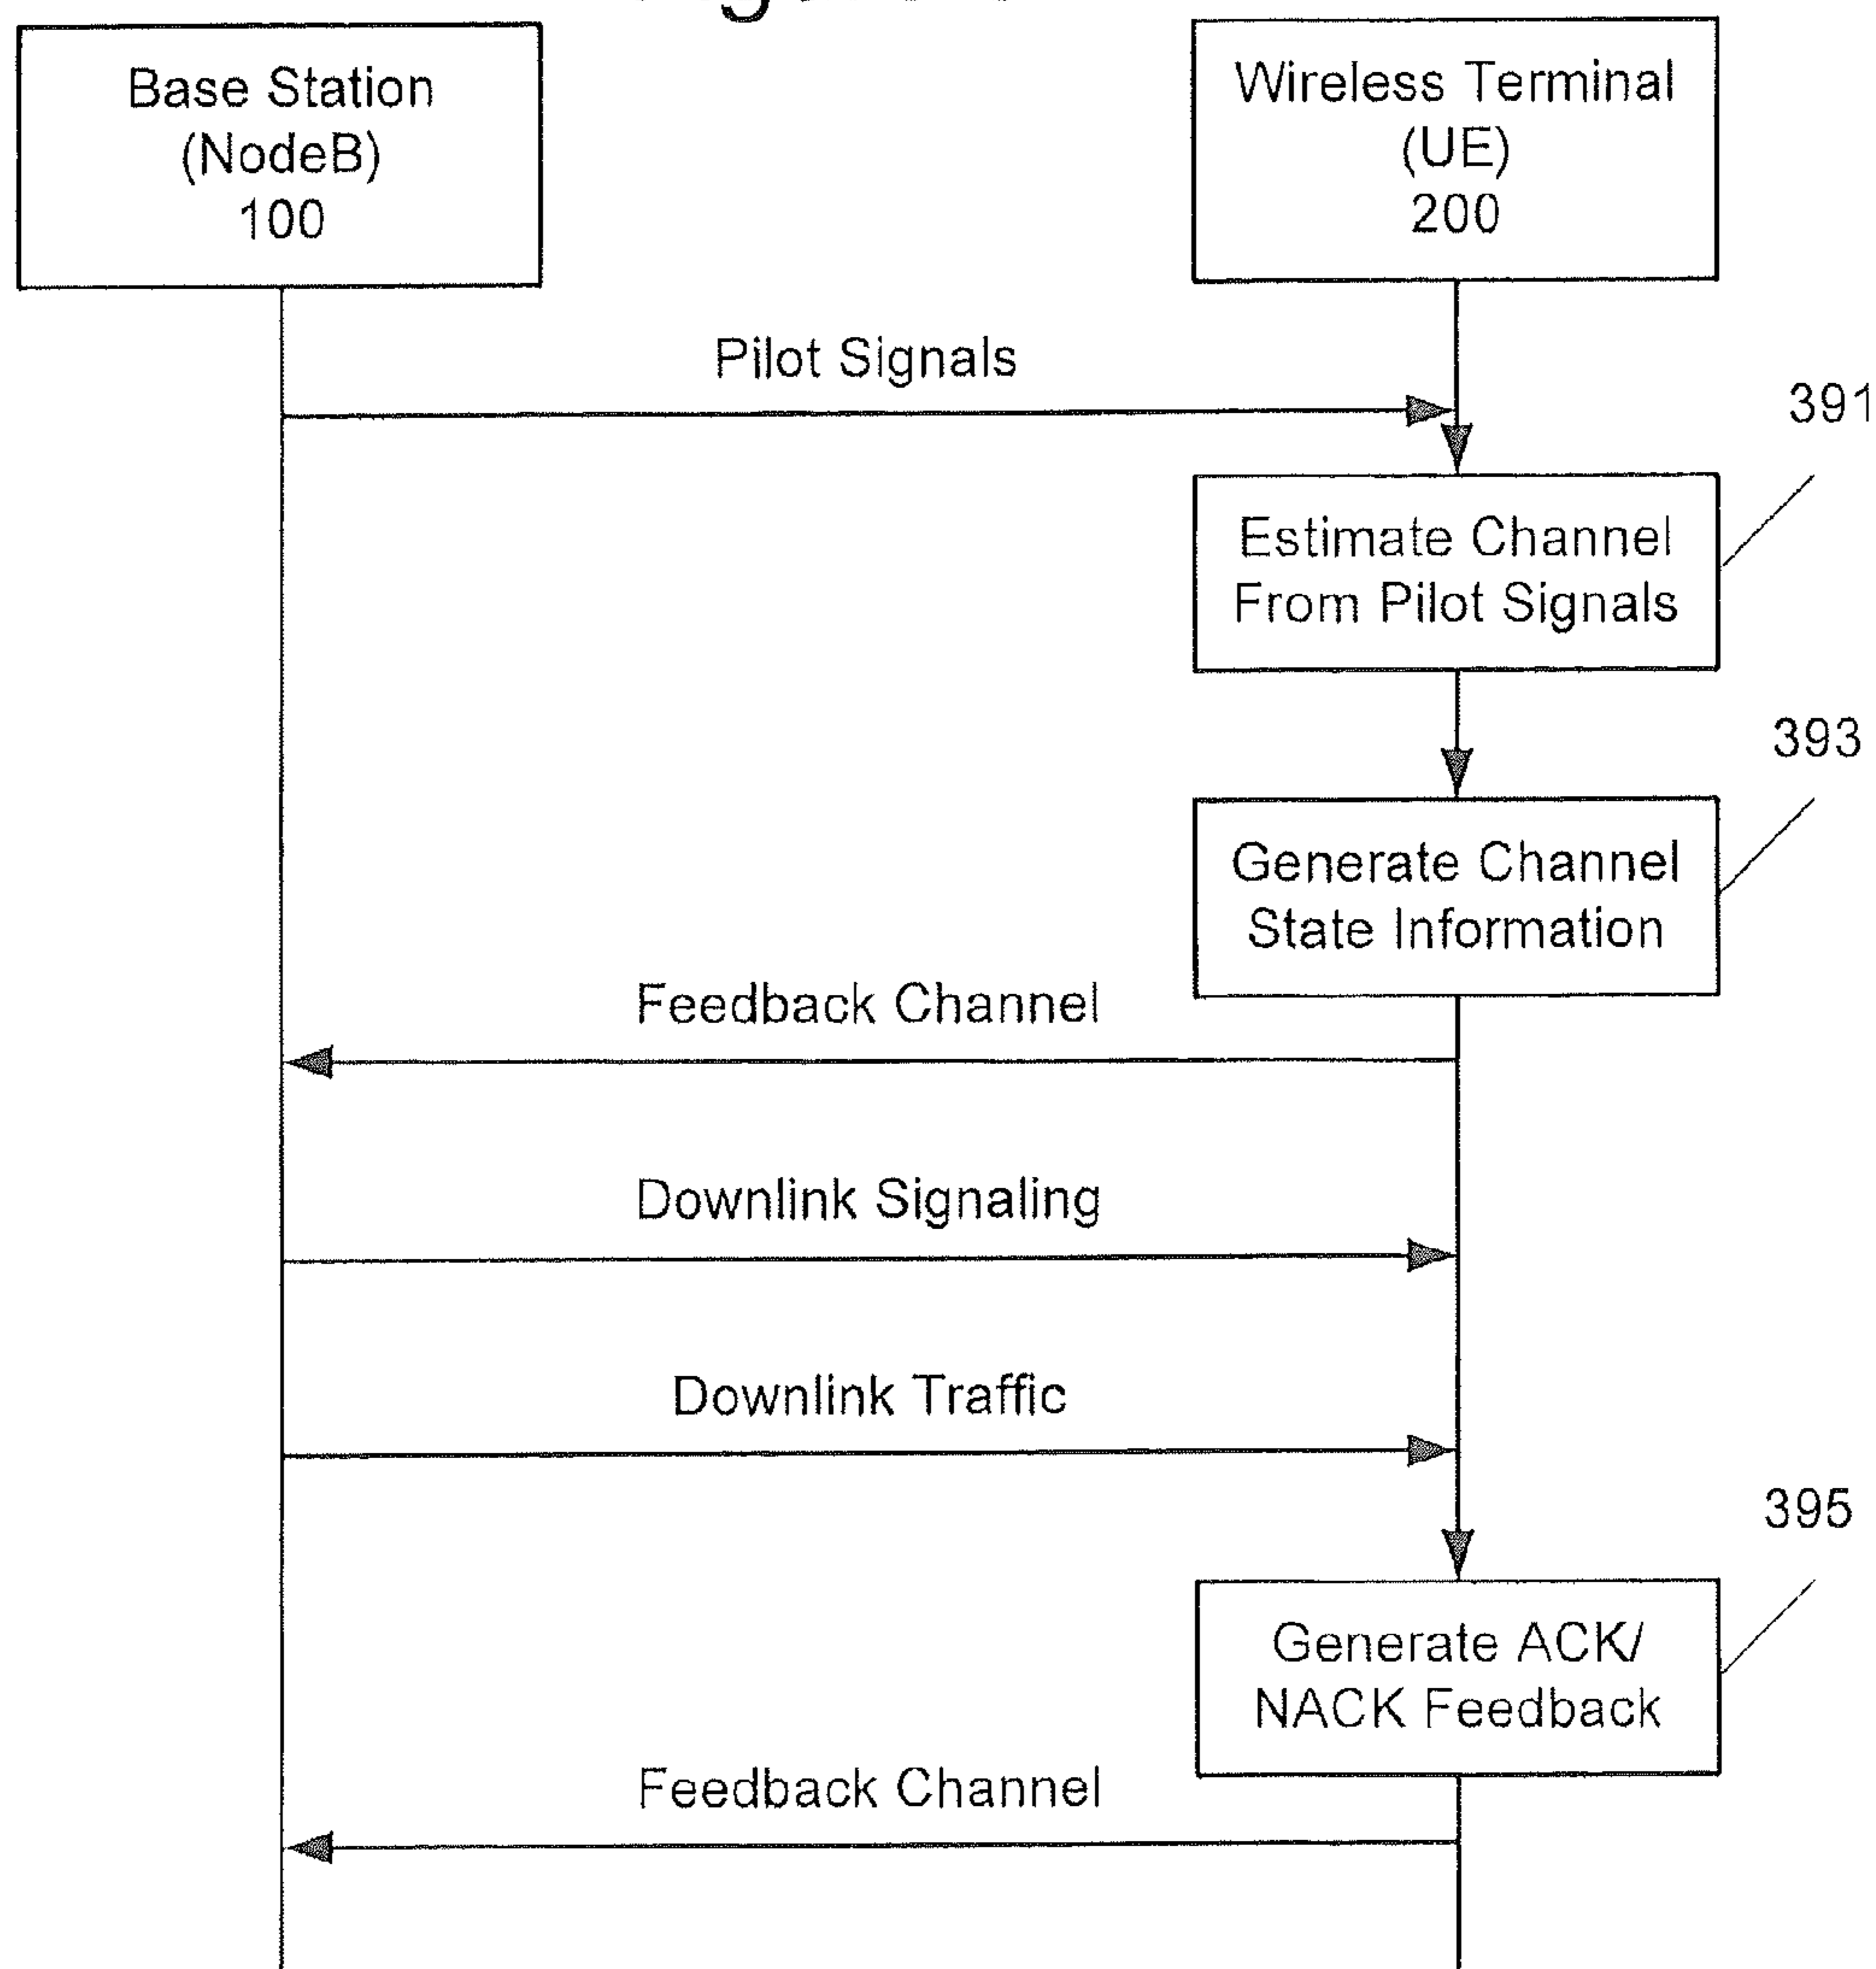 Base Station
(NodeB)
100
Wireless Terminal
(UE)
200
Pilot Signals
391
Estimate Channel
From Pilot Signals
393
Generate Channel
State Information
Feedback Channel
Downlink Signaling
Downlink Traffic
395
Generate ACK/
NACK Feedback
Feedback Channel